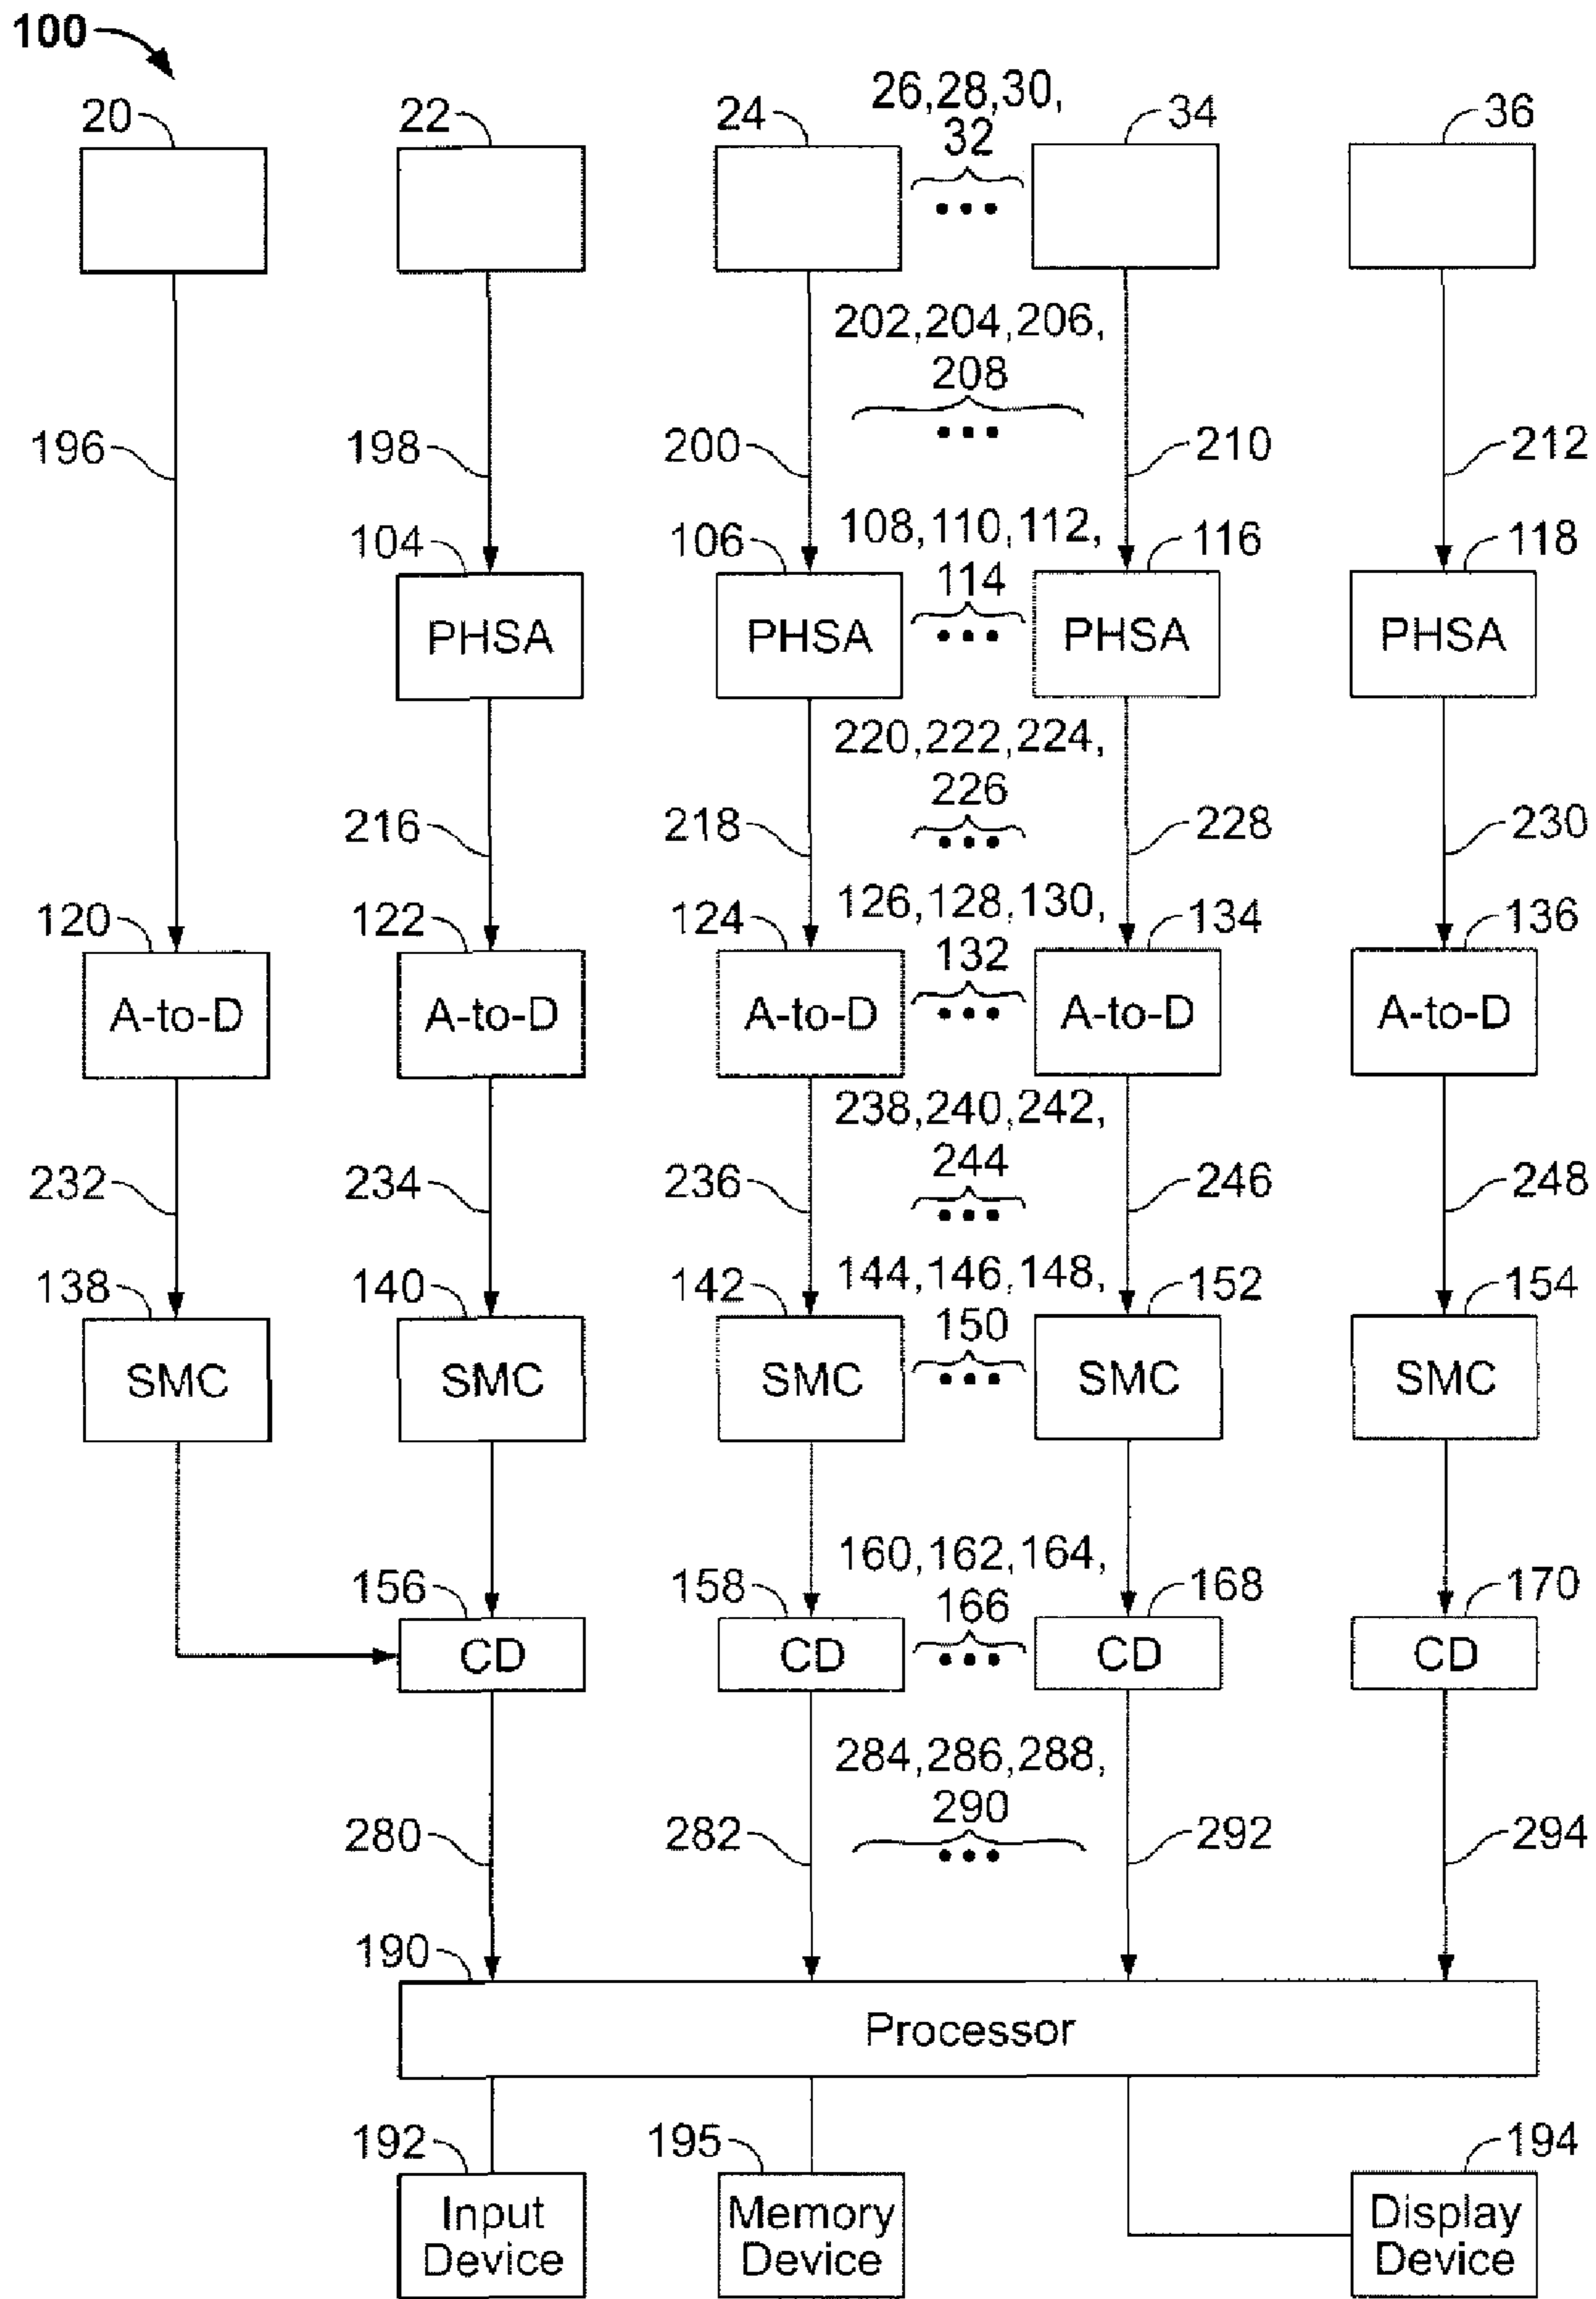 100
20
22
24
26,28,30,
32
34
36
202,204,206,
208
196
198
200
210
212
104
106
108,110,112,
114
116
118
PHSA
PHSA
PHSA
PHSA
220,222,224,
226
216
218
228
230
120
122
124
126,128,130,
132
134
136
A-to-D
A-to-D
A-to-D
A-to-D
A-to-D
238,240,242,
244
232
234
236
246
248
138
140
142
144,146,148,
150
152
154
SMC
SMC
SMC
SMC
SMC
156
158
160,162,164,
166
168
170
CD
CD
CD
CD
284,286,288,
290
280
282
292
294
190
Processor
192
195
194
Input
Device
Memory
Device
Display
Device